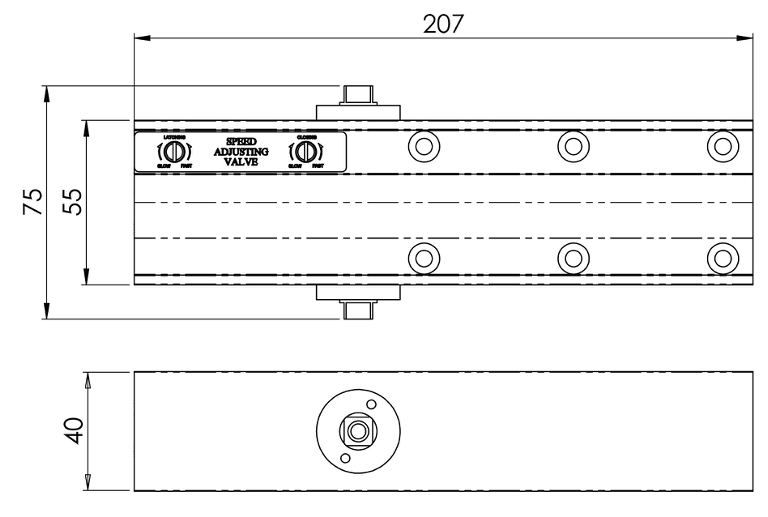 207
LATCHING
CLOSING
SPEED
ADJUSTING
VALVE
SLOW FAST
SLOW FAST
75
55
40